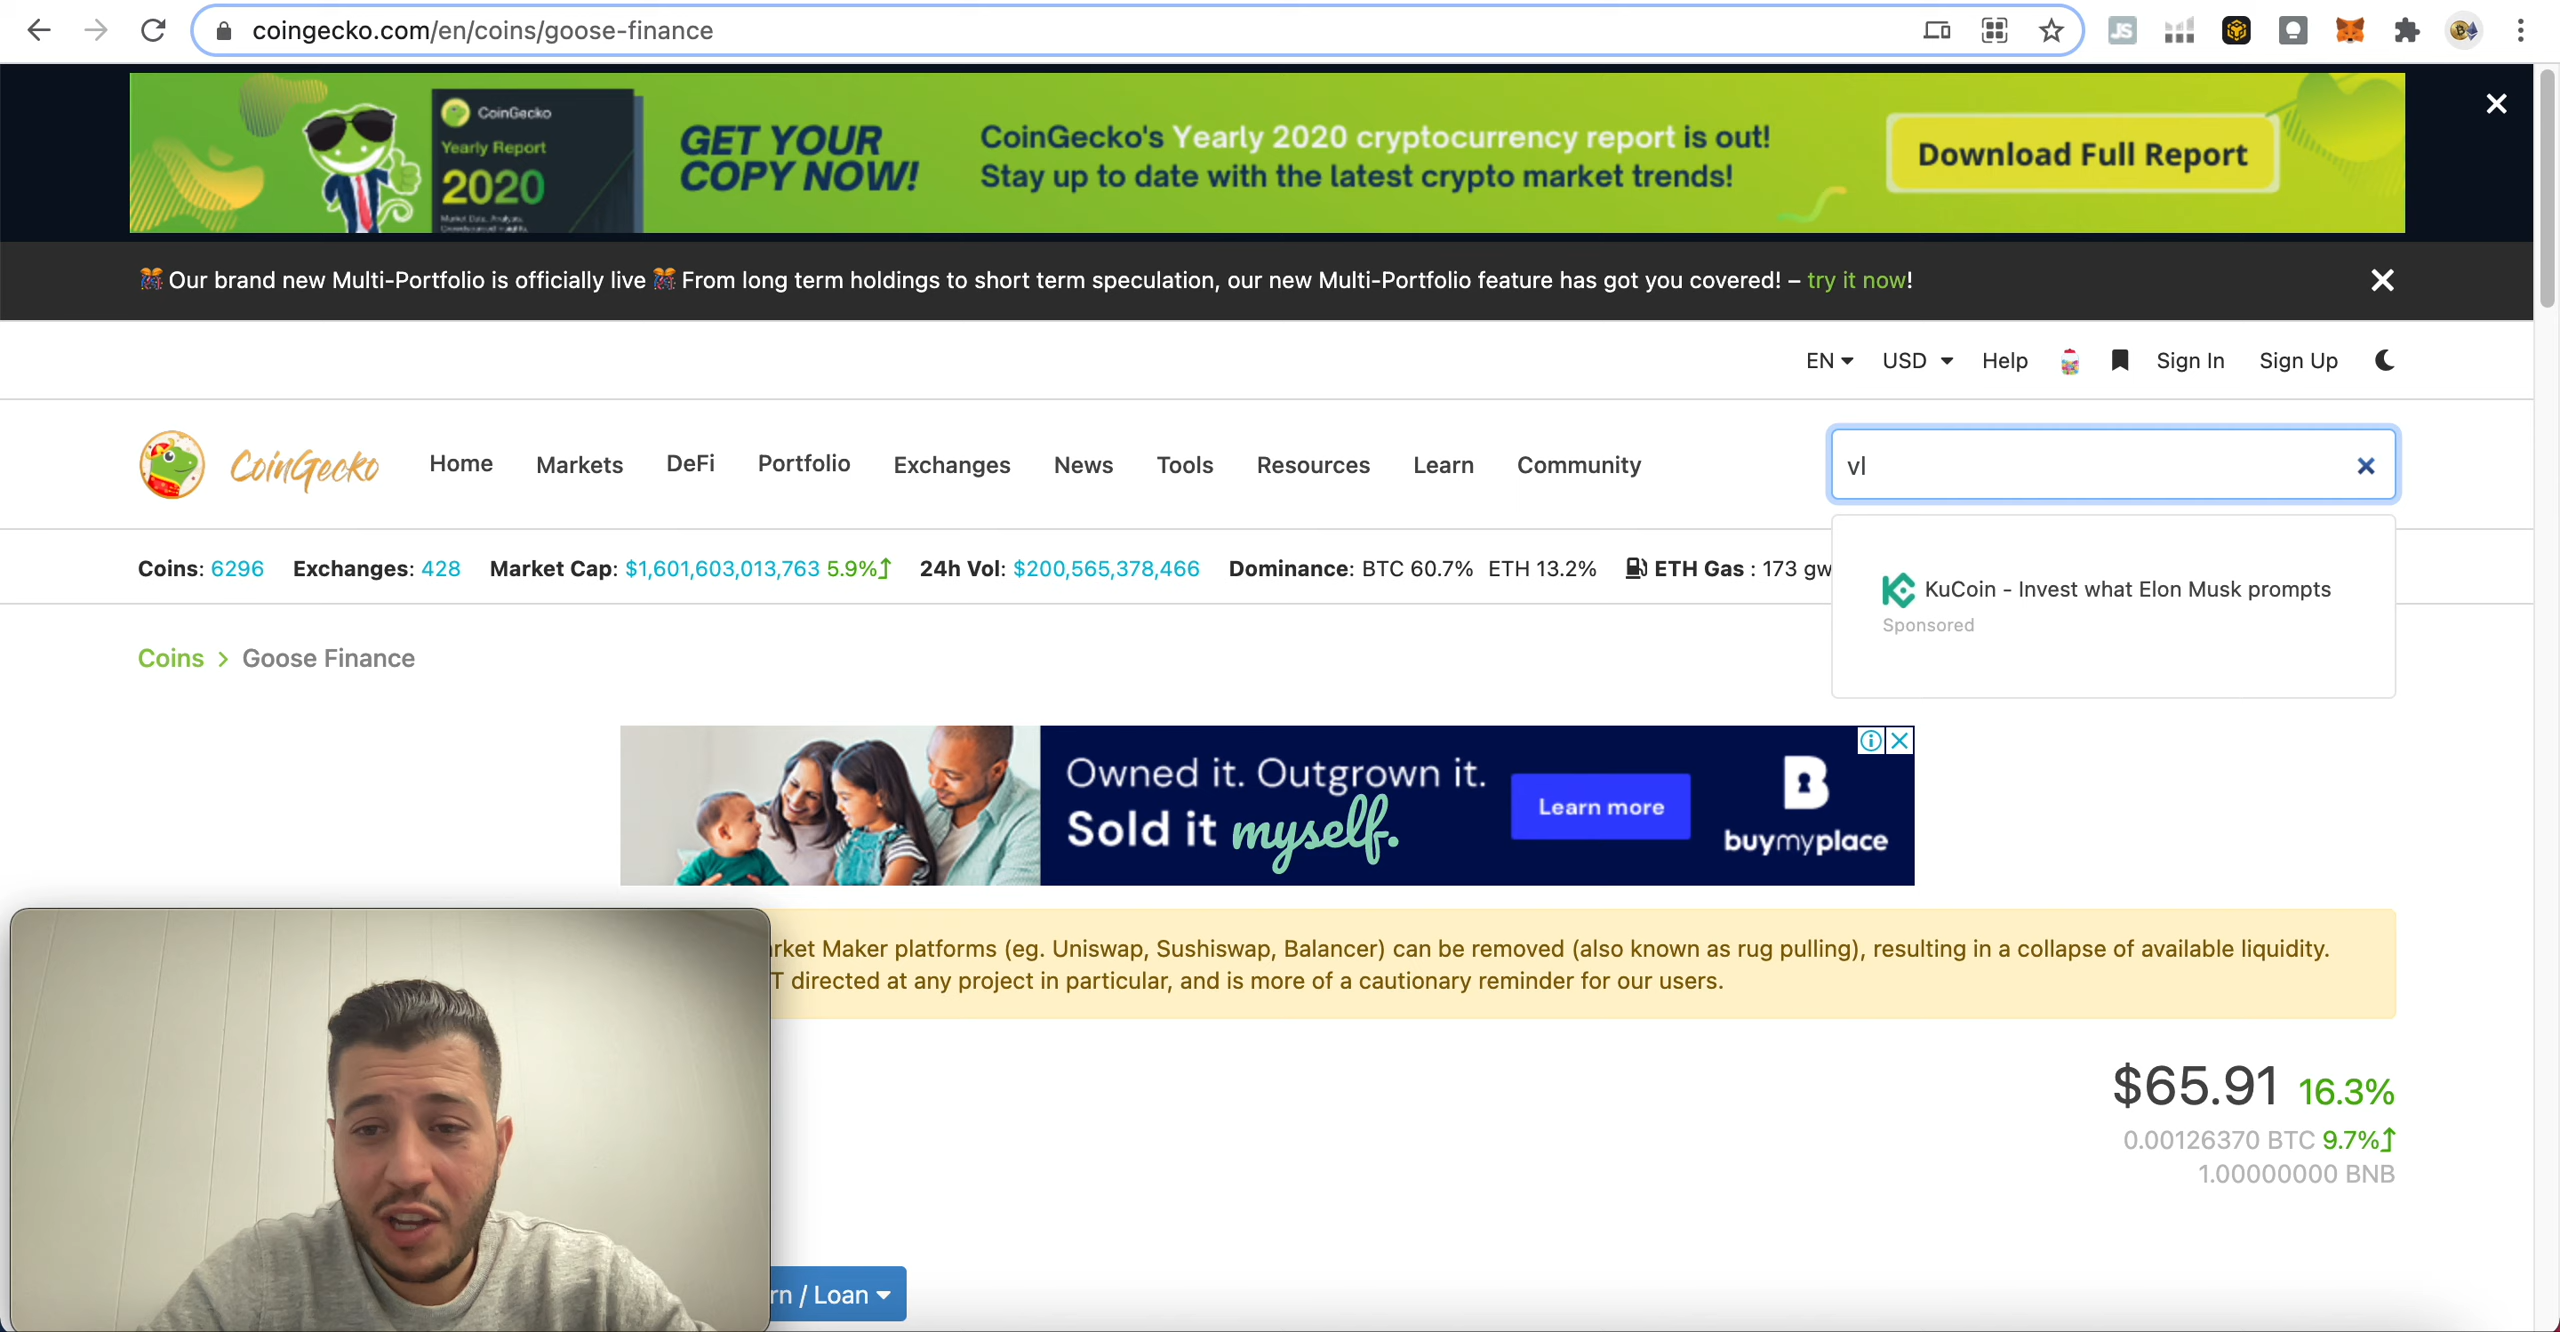 coingecko.com/en/coins/goose-finance
JS
CoinGecko
Yearly Report
2020
GET YOUR
COPY NOW!
CoinGecko's Yearly 2020 cryptocurrency report is out!
Stay up to date with the latest crypto market trends!
Download Full Report
Our brand new Multi-Portfolio is officially live From long term holdings to short term speculation, our new Multi-Portfolio feature has got you covered! – try it now!
EN USD Help Sign In Sign Up
CoinGecko Home Markets DeFi Portfolio Exchanges News Tools Resources Learn Community
vl
KuCoin - Invest what Elon Musk prompts
Sponsored
Coins: 6296 Exchanges: 428 Market Cap: $1,601,603,013,763 5.9% 24h Vol: $200,565,378,466 Dominance: BTC 60.7% ETH 13.2% ETH Gas : 173 gw
Coins > Goose Finance
Owned it. Outgrown it.
Sold it myself.
Learn more
buymyplace
rket Maker platforms (eg. Uniswap, Sushiswap, Balancer) can be removed (also known as rug pulling), resulting in a collapse of available liquidity.
T directed at any project in particular, and is more of a cautionary reminder for our users.
$65.91 16.3%
0.00126370 BTC 9.7%
1.00000000 BNB
rn / Loan